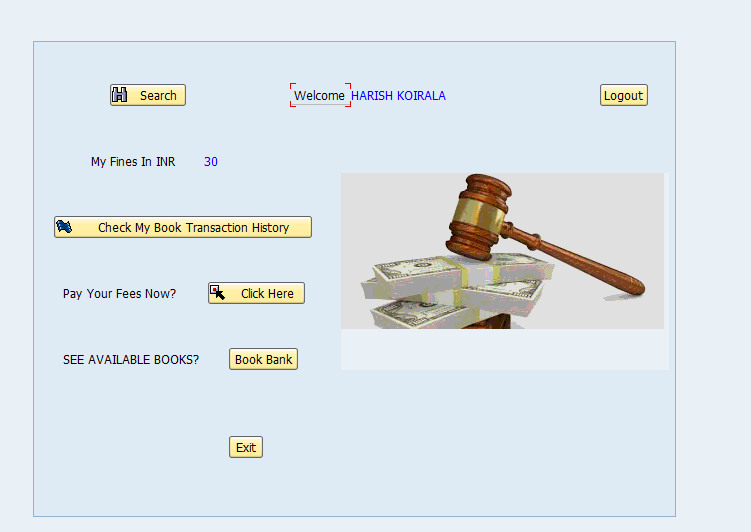 Search
Welcome HARISH KOIRALA
Logout
My Fines In INR 30
Check My Book Transaction History
Pay Your Fees Now? Click Here
SEE AVAILABLE BOOKS? Book Bank
Exit